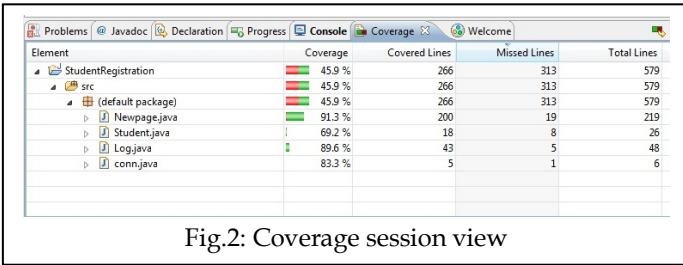 Problems @ Javadoc Declaration Progress Console Coverage Welcome
Element Coverage Covered Lines Missed Lines Total Lines
StudentRegistration 45.9 % 266 313 579
src 45.9 % 266 313 579
(default package) 45.9 % 266 313 579
Newpage.java 91.3 % 200 19 219
Student.java 69.2 % 18 8 26
Log.java 89.6 % 43 5 48
conn.java 83.3 % 5 1 6
Fig.2: Coverage session view